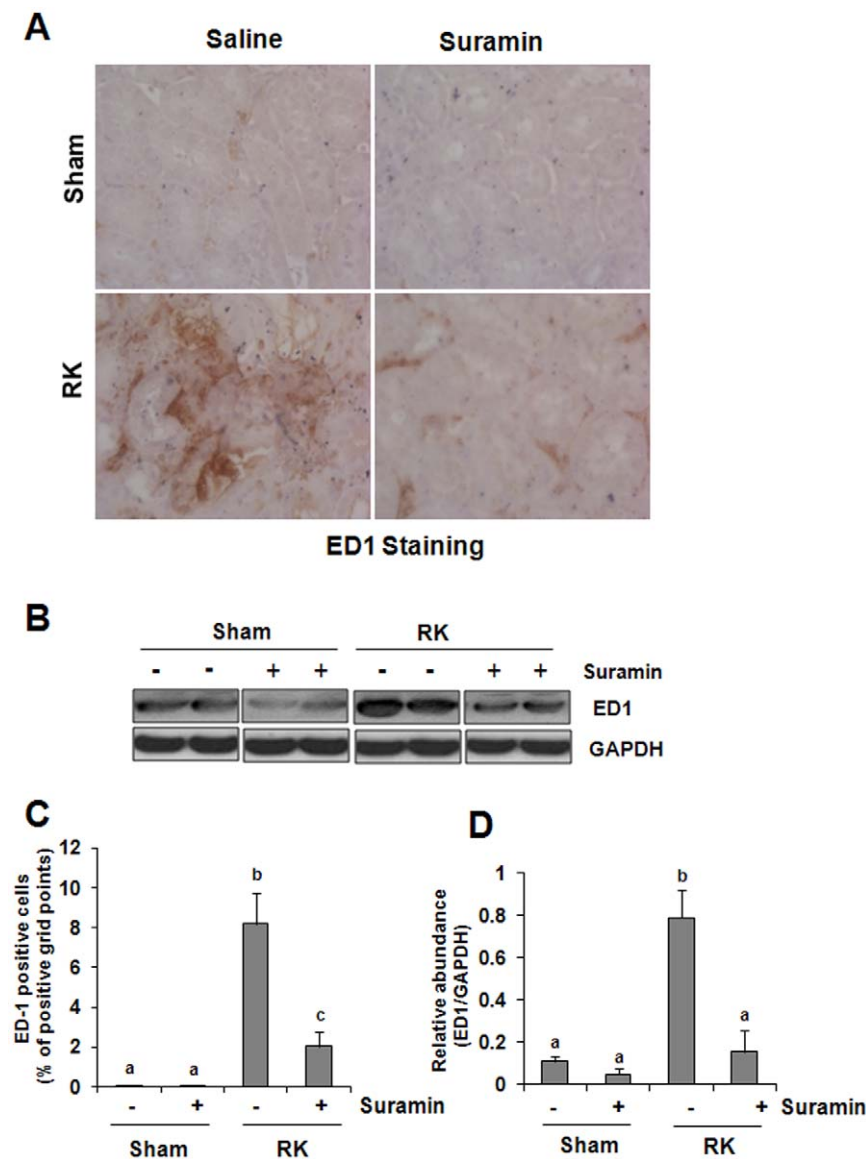 A
Saline Suramin
Sham
RK
ED1 Staining
B
Sham RK
- - + + - - + + Suramin
ED1
GAPDH
C
ED-1 positive cells
(% of positive grid points)
12
10
8
6
4
2
0
a a b c
- + - + Suramin
Sham RK
D
Relative abundance
(ED1/GAPDH)
1
0.8
0.6
0.4
0.2
0
a a b a
- + - + Suramin
Sham RK